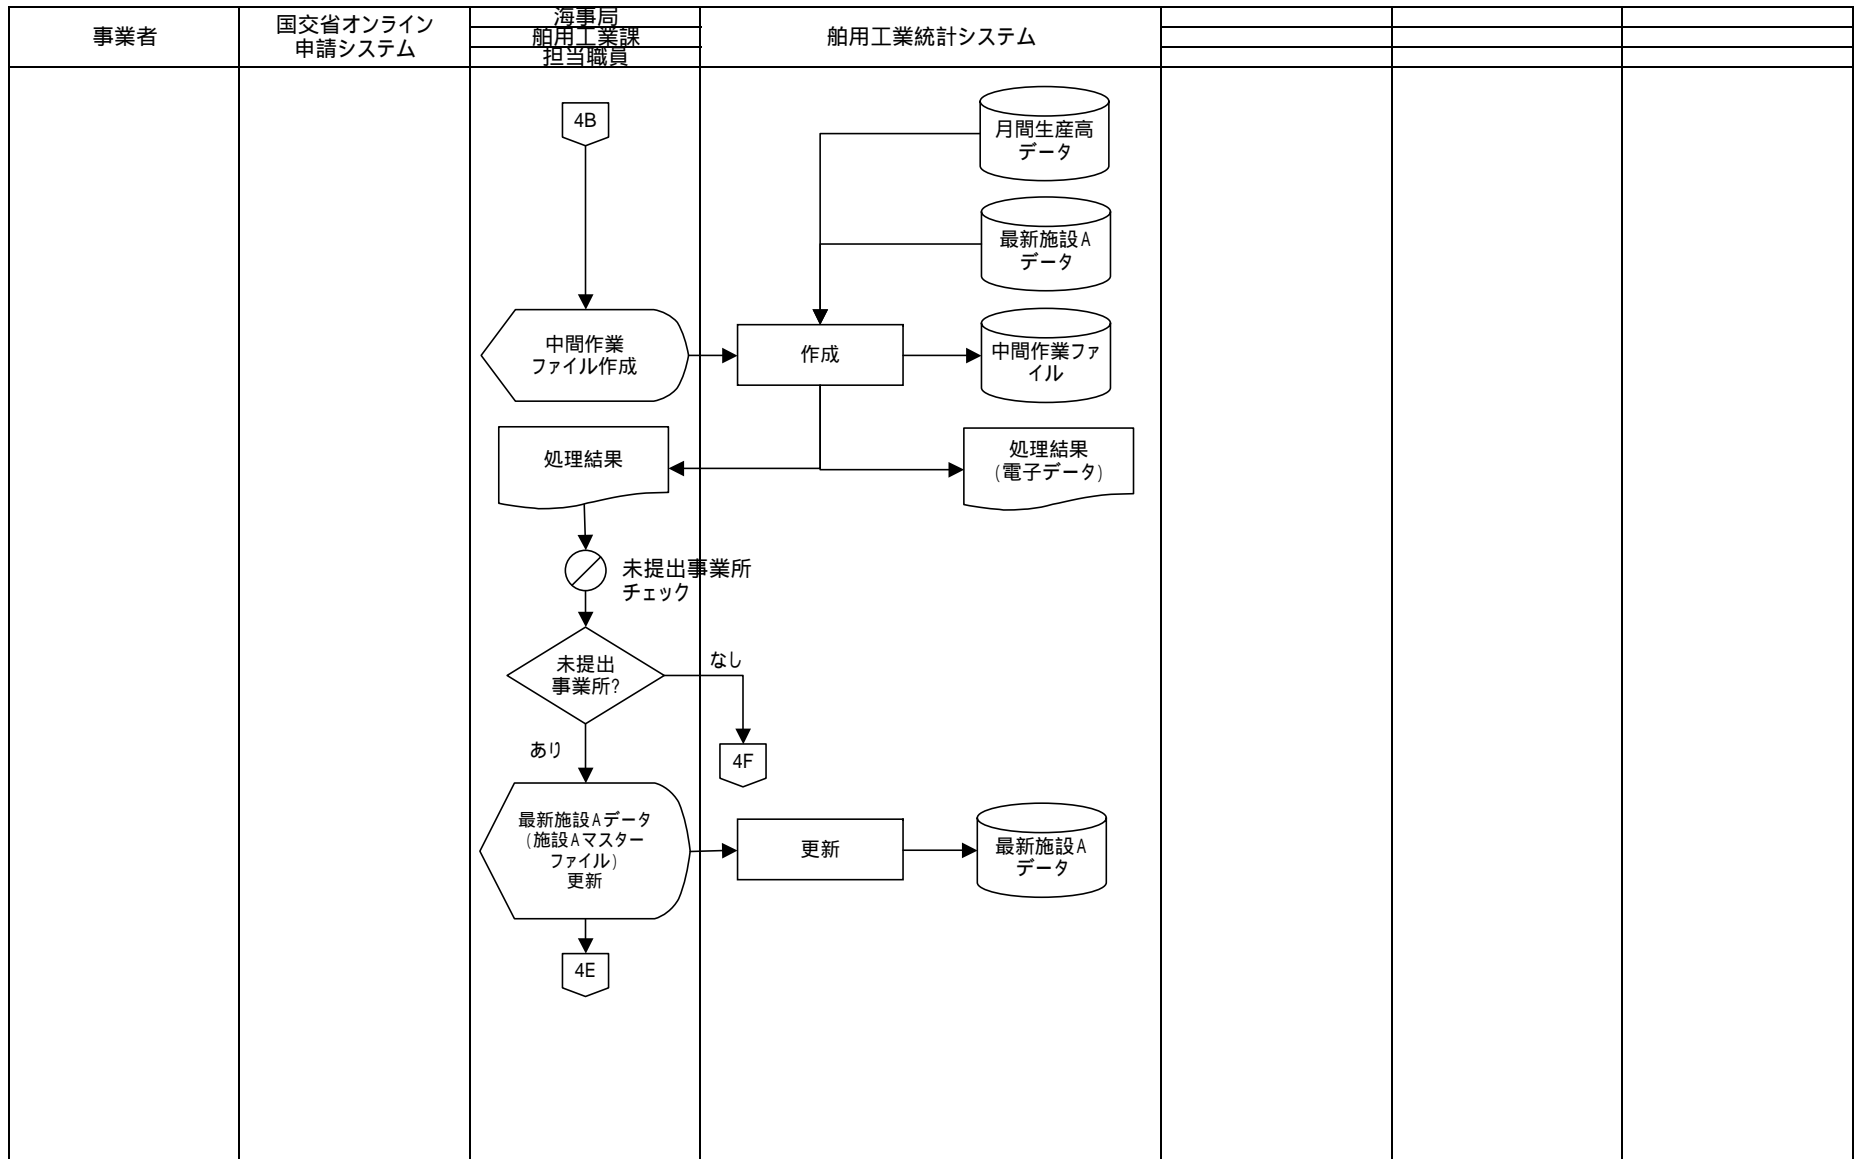 事業者
国交省オンライン
申請システム
海事局
舶用工業課
担当職員
舶用工業統計システム
4B
月間生産高
データ
最新施設A
データ
中間作業
ファイル作成
作成
中間作業ファ
イル
処理結果
処理結果
(電子データ)
未提出事業所
チェック
未提出
事業所?
なし
あり
4F
最新施設Aデータ
(施設Aマスター
ファイル)
更新
更新
最新施設A
データ
4E